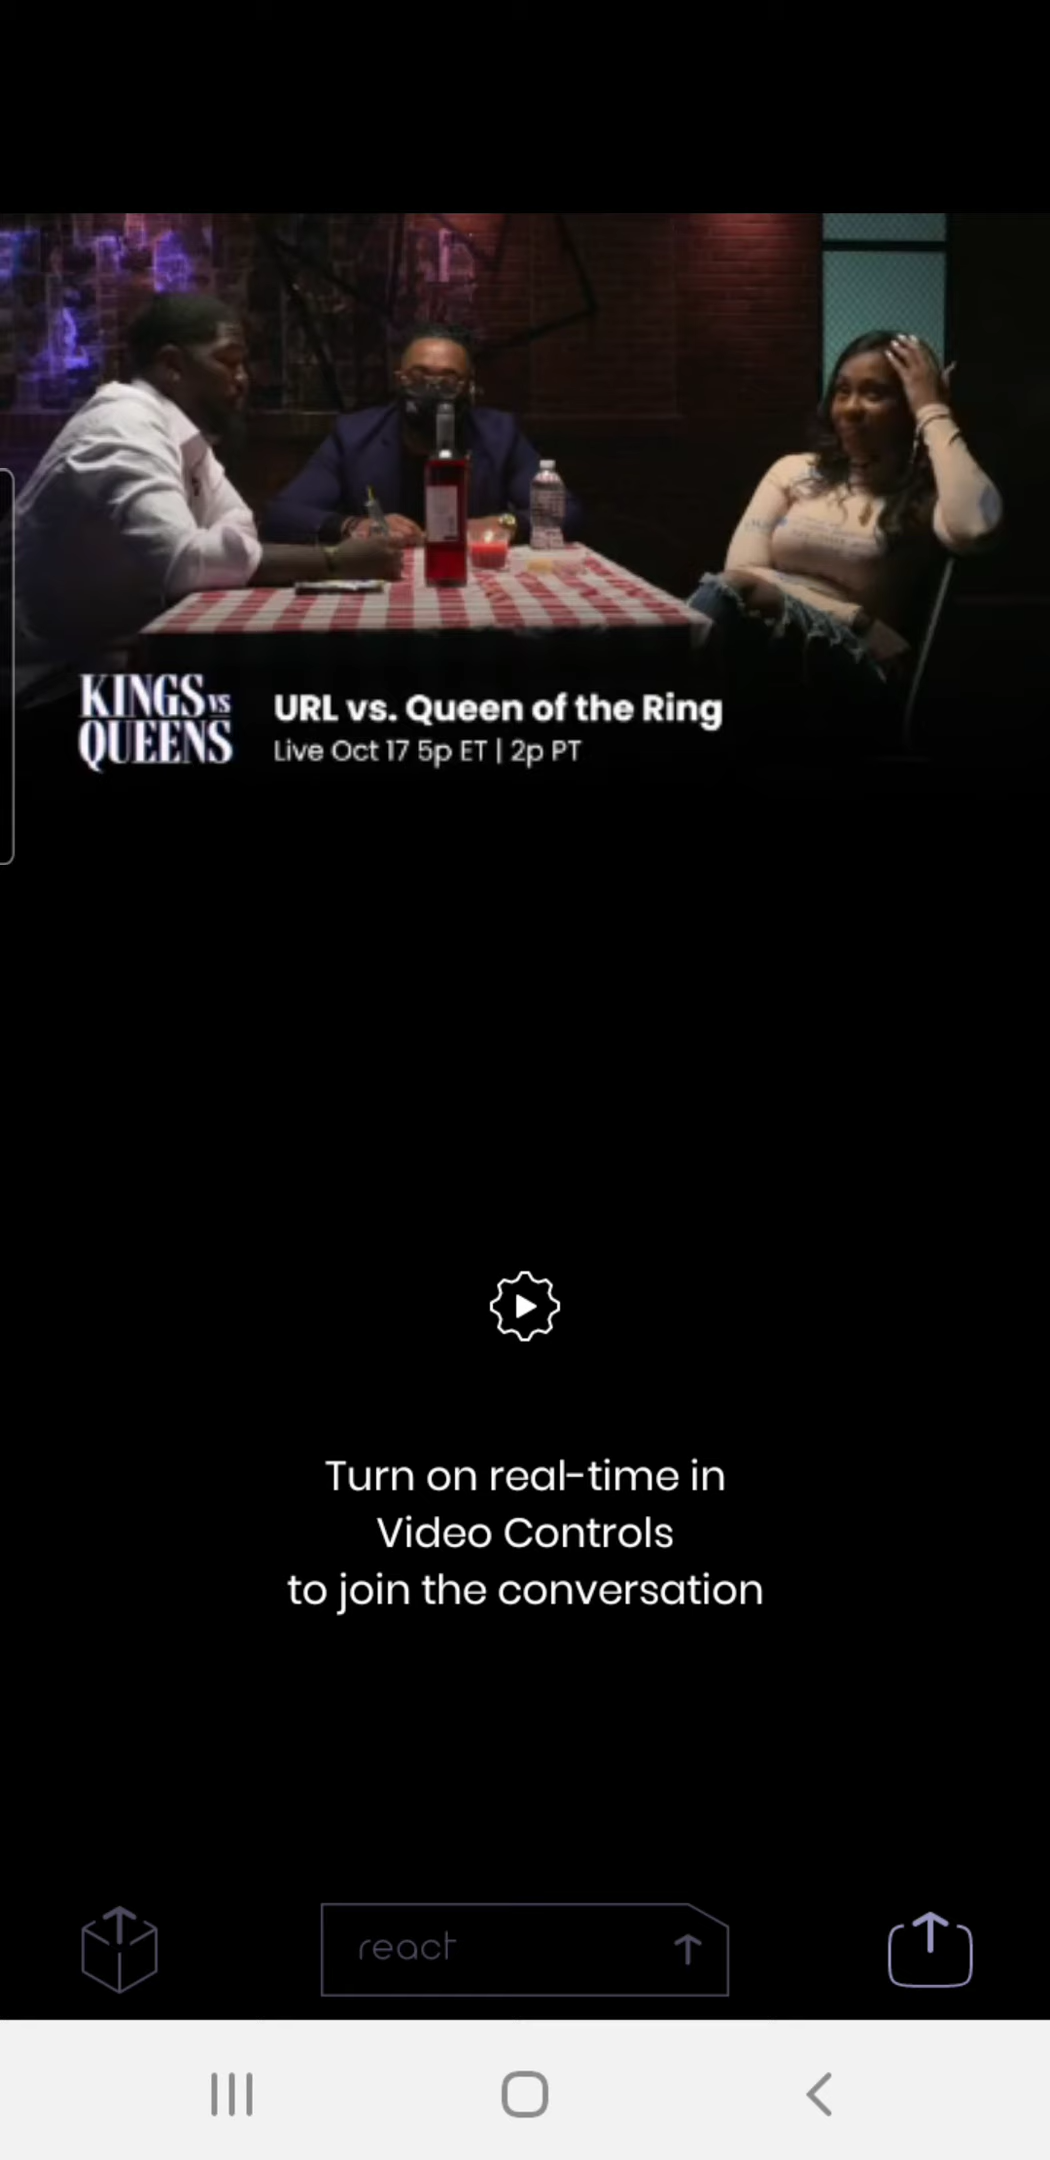 KINGS VS
QUEENS
URL vs. Queen of the Ring
Live Oct 17 5p ET | 2p PT
Turn on real-time in
Video Controls
to join the conversation
react